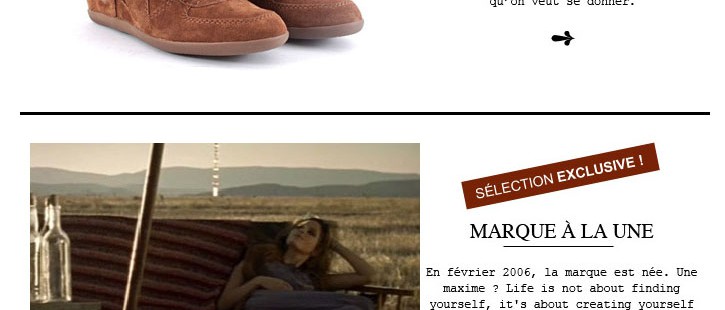 qu'on veut se donner.
SÉLECTION EXCLUSIVE !
MARQUE À LA UNE
En février 2006, la marque est née. Une
maxime ? Life is not about finding
yourself, it's about creating yourself